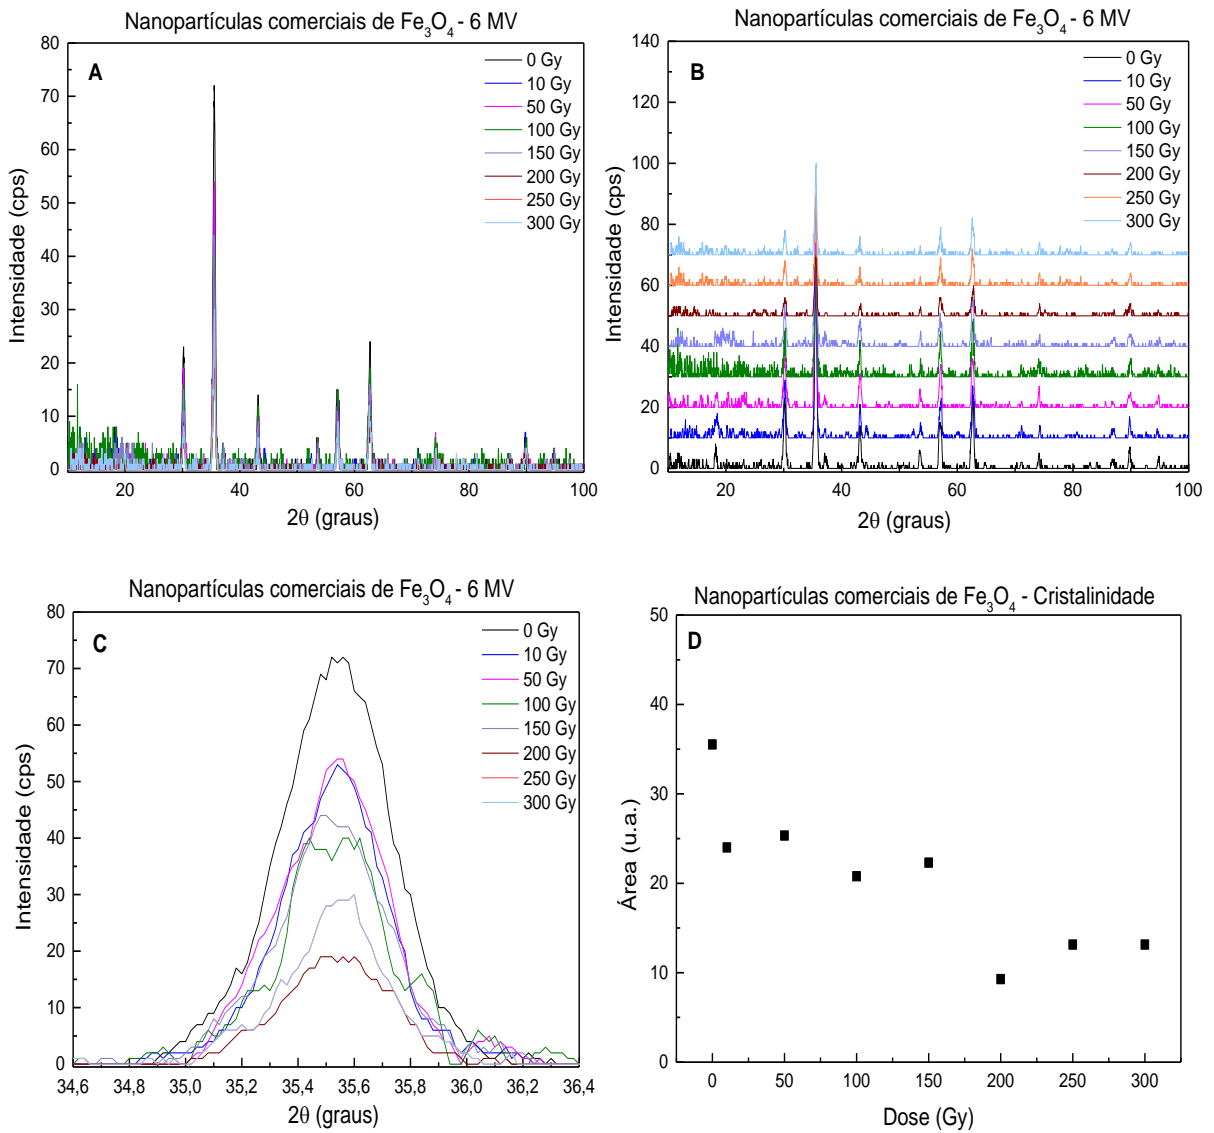 Nanopartículas comerciais de Fe3O4 - 6 MV
A
0 Gy
10 Gy
50 Gy
100 Gy
150 Gy
200 Gy
250 Gy
300 Gy
Intensidade (cps)
80
70
60
50
40
30
20
10
0
20 40 60 80 100
2θ (graus)
Nanopartículas comerciais de Fe3O4 - 6 MV
B
0 Gy
10 Gy
50 Gy
100 Gy
150 Gy
200 Gy
250 Gy
300 Gy
Intensidade (cps)
140
120
100
80
60
40
20
0
20 40 60 80 100
2θ (graus)
Nanopartículas comerciais de Fe3O4 - 6 MV
C
0 Gy
10 Gy
50 Gy
100 Gy
150 Gy
200 Gy
250 Gy
300 Gy
Intensidade (cps)
80
70
60
50
40
30
20
10
0
34,6 34,8 35,0 35,2 35,4 35,6 35,8 36,0 36,2 36,4
2θ (graus)
Nanopartículas comerciais de Fe3O4 - Cristalinidade
D
Área (u.a.)
50
40
30
20
10
0
0 50 100 150 200 250 300
Dose (Gy)